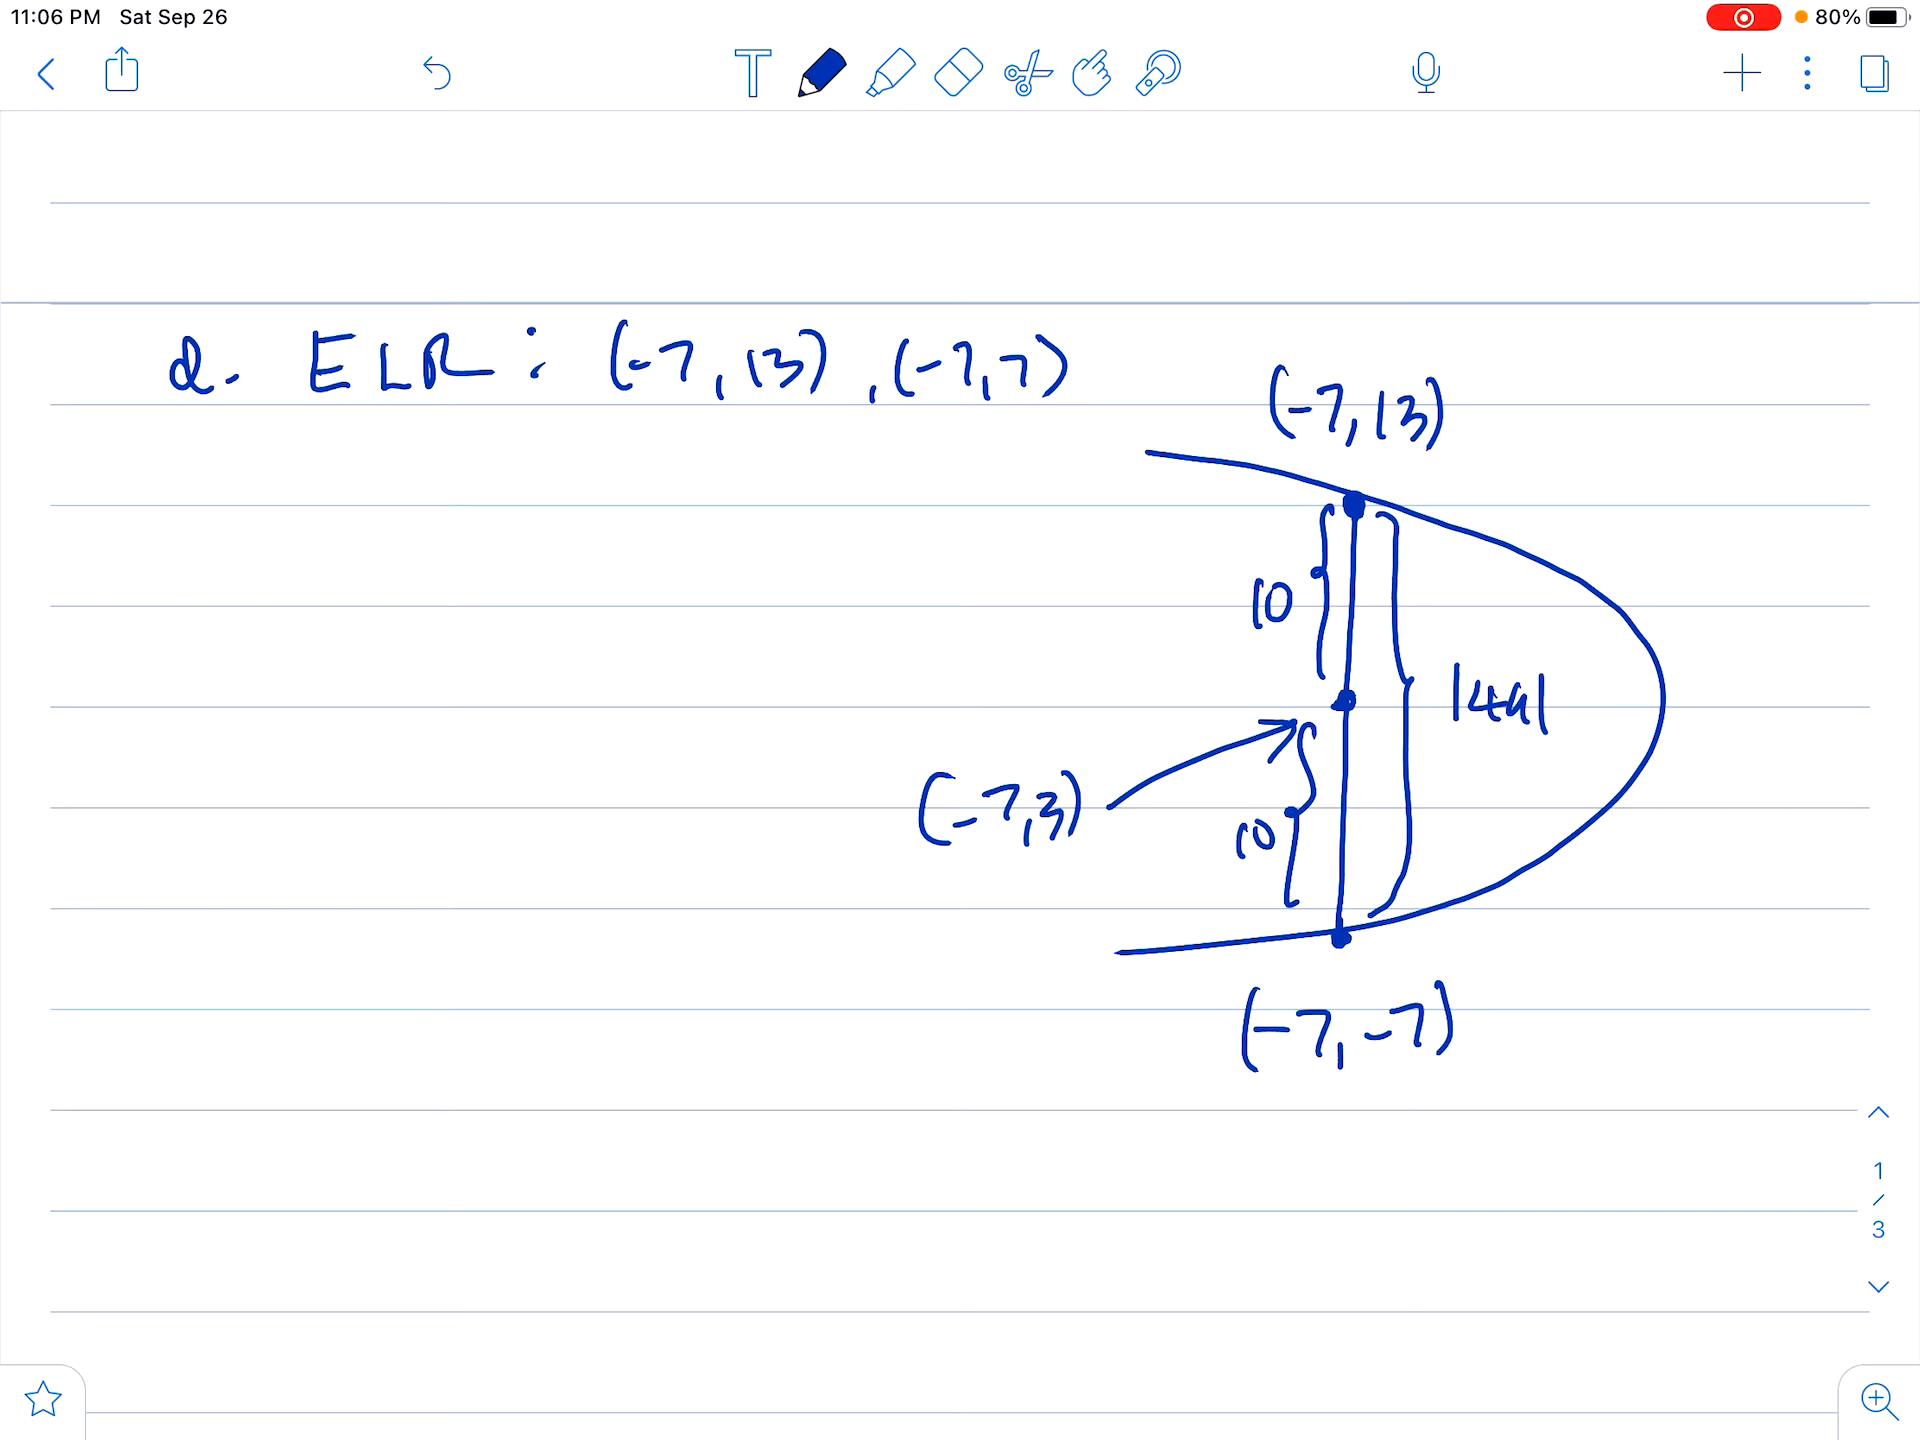 11:06 PM Sat Sep 26
80%
T
2. ELR : (-7, 13) , (-7, 7)
(-7, 13)
10
|4a|
(-7, 3)
10
(-7, -7)
1
/
3